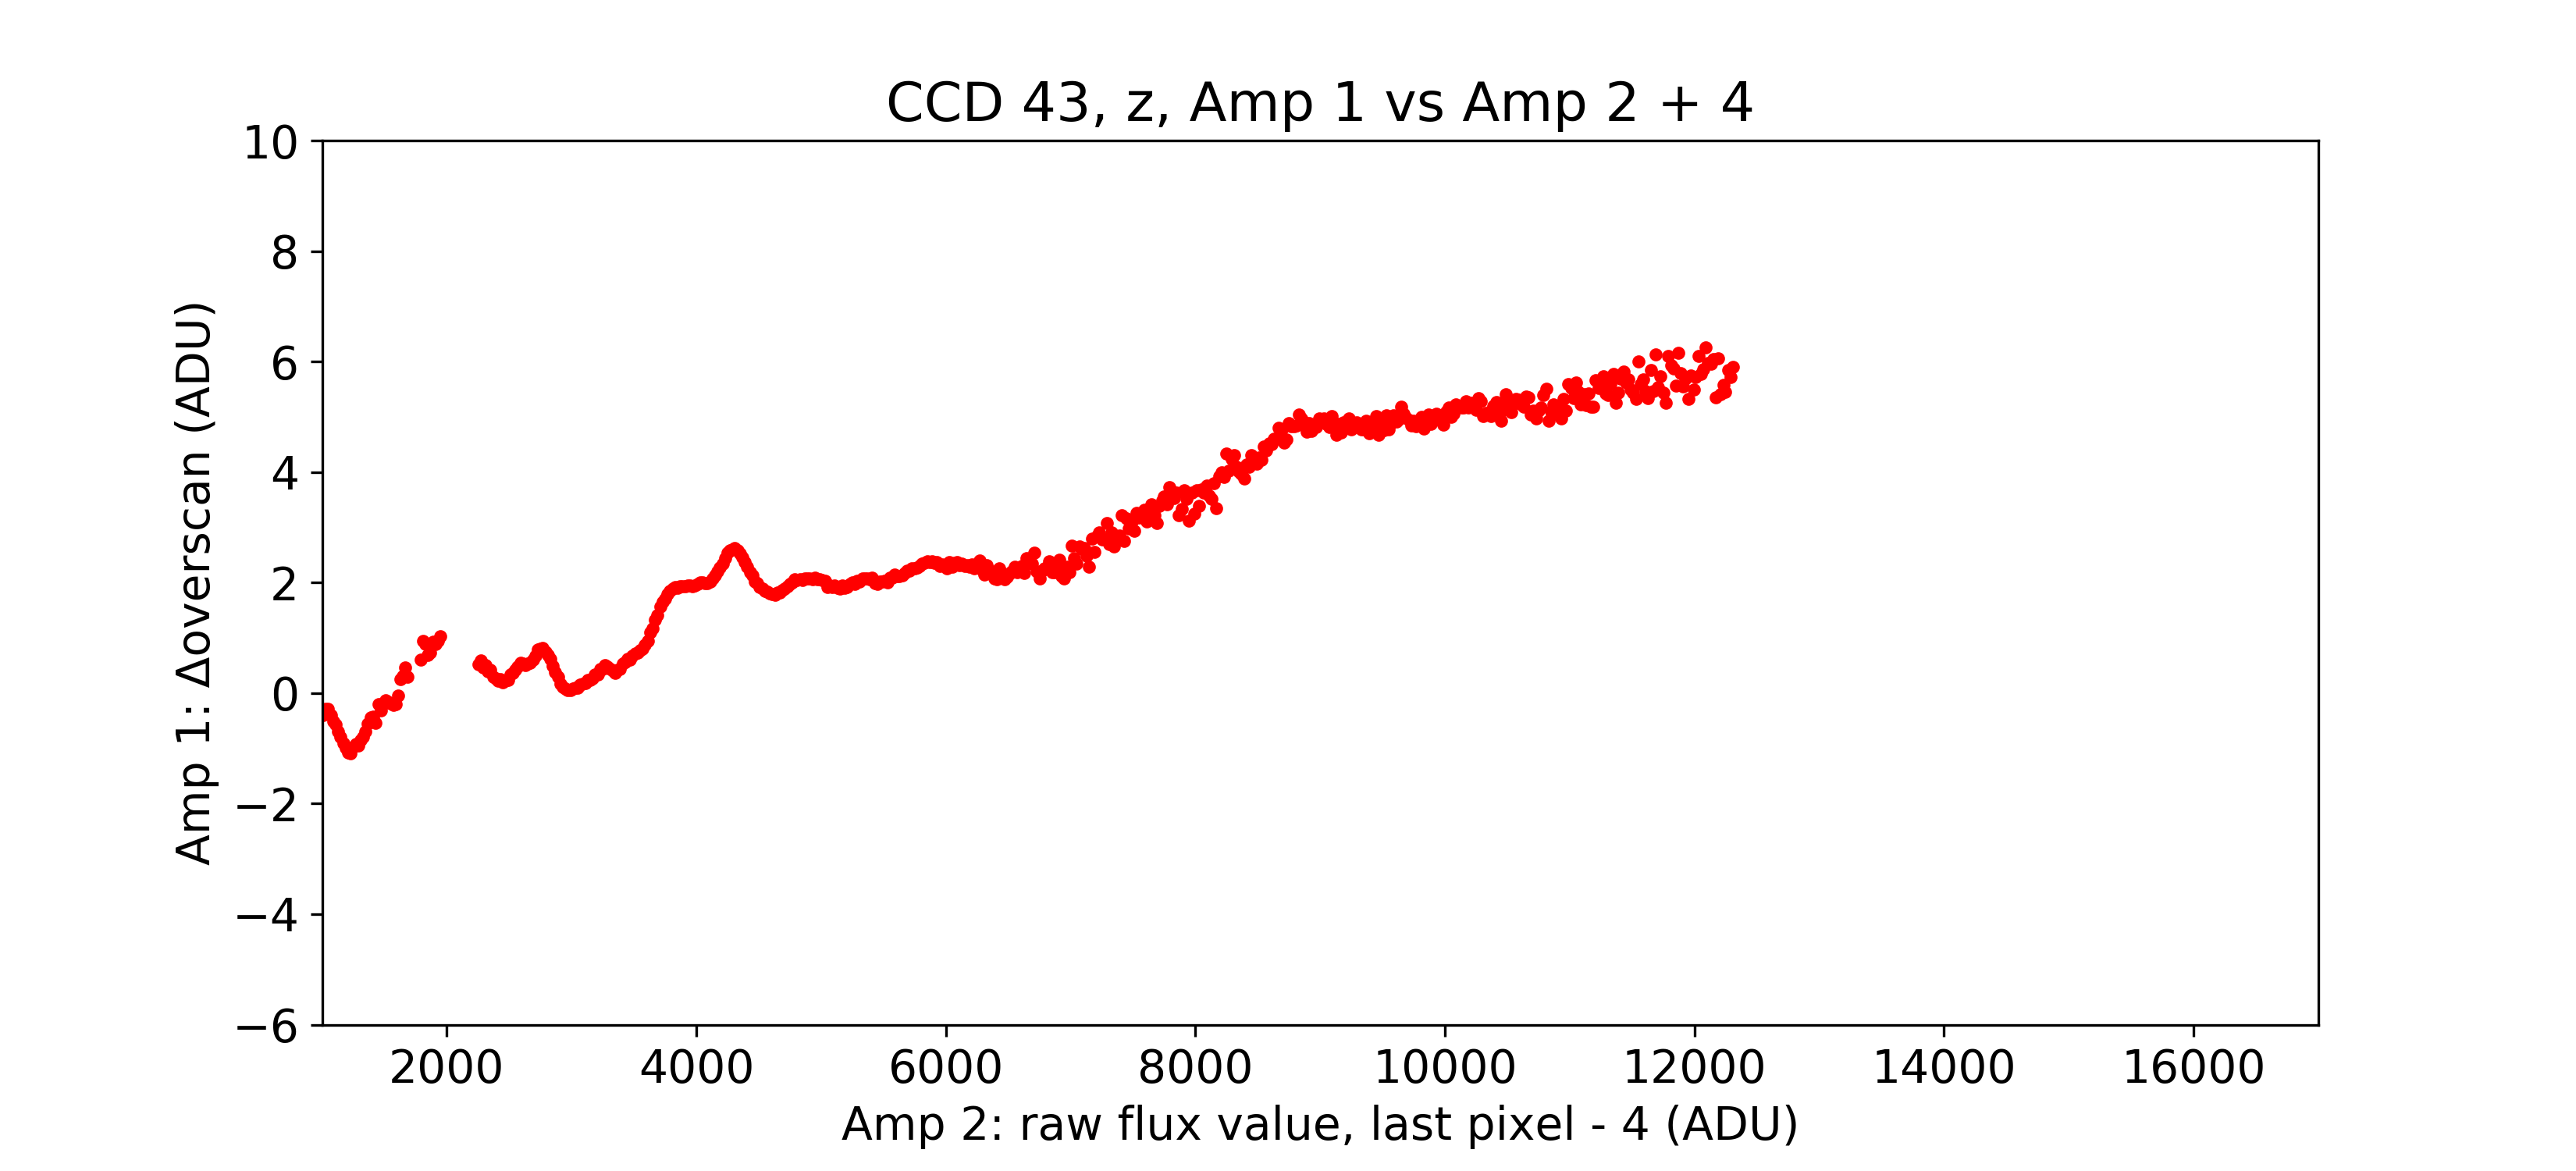 CCD 43, z, Amp 1 vs Amp 2 + 4
10
8
6
4
2
0
−2
−4
−6
Amp 1: Δoverscan (ADU)
2000 4000 6000 8000 10000 12000 14000 16000
Amp 2: raw flux value, last pixel - 4 (ADU)